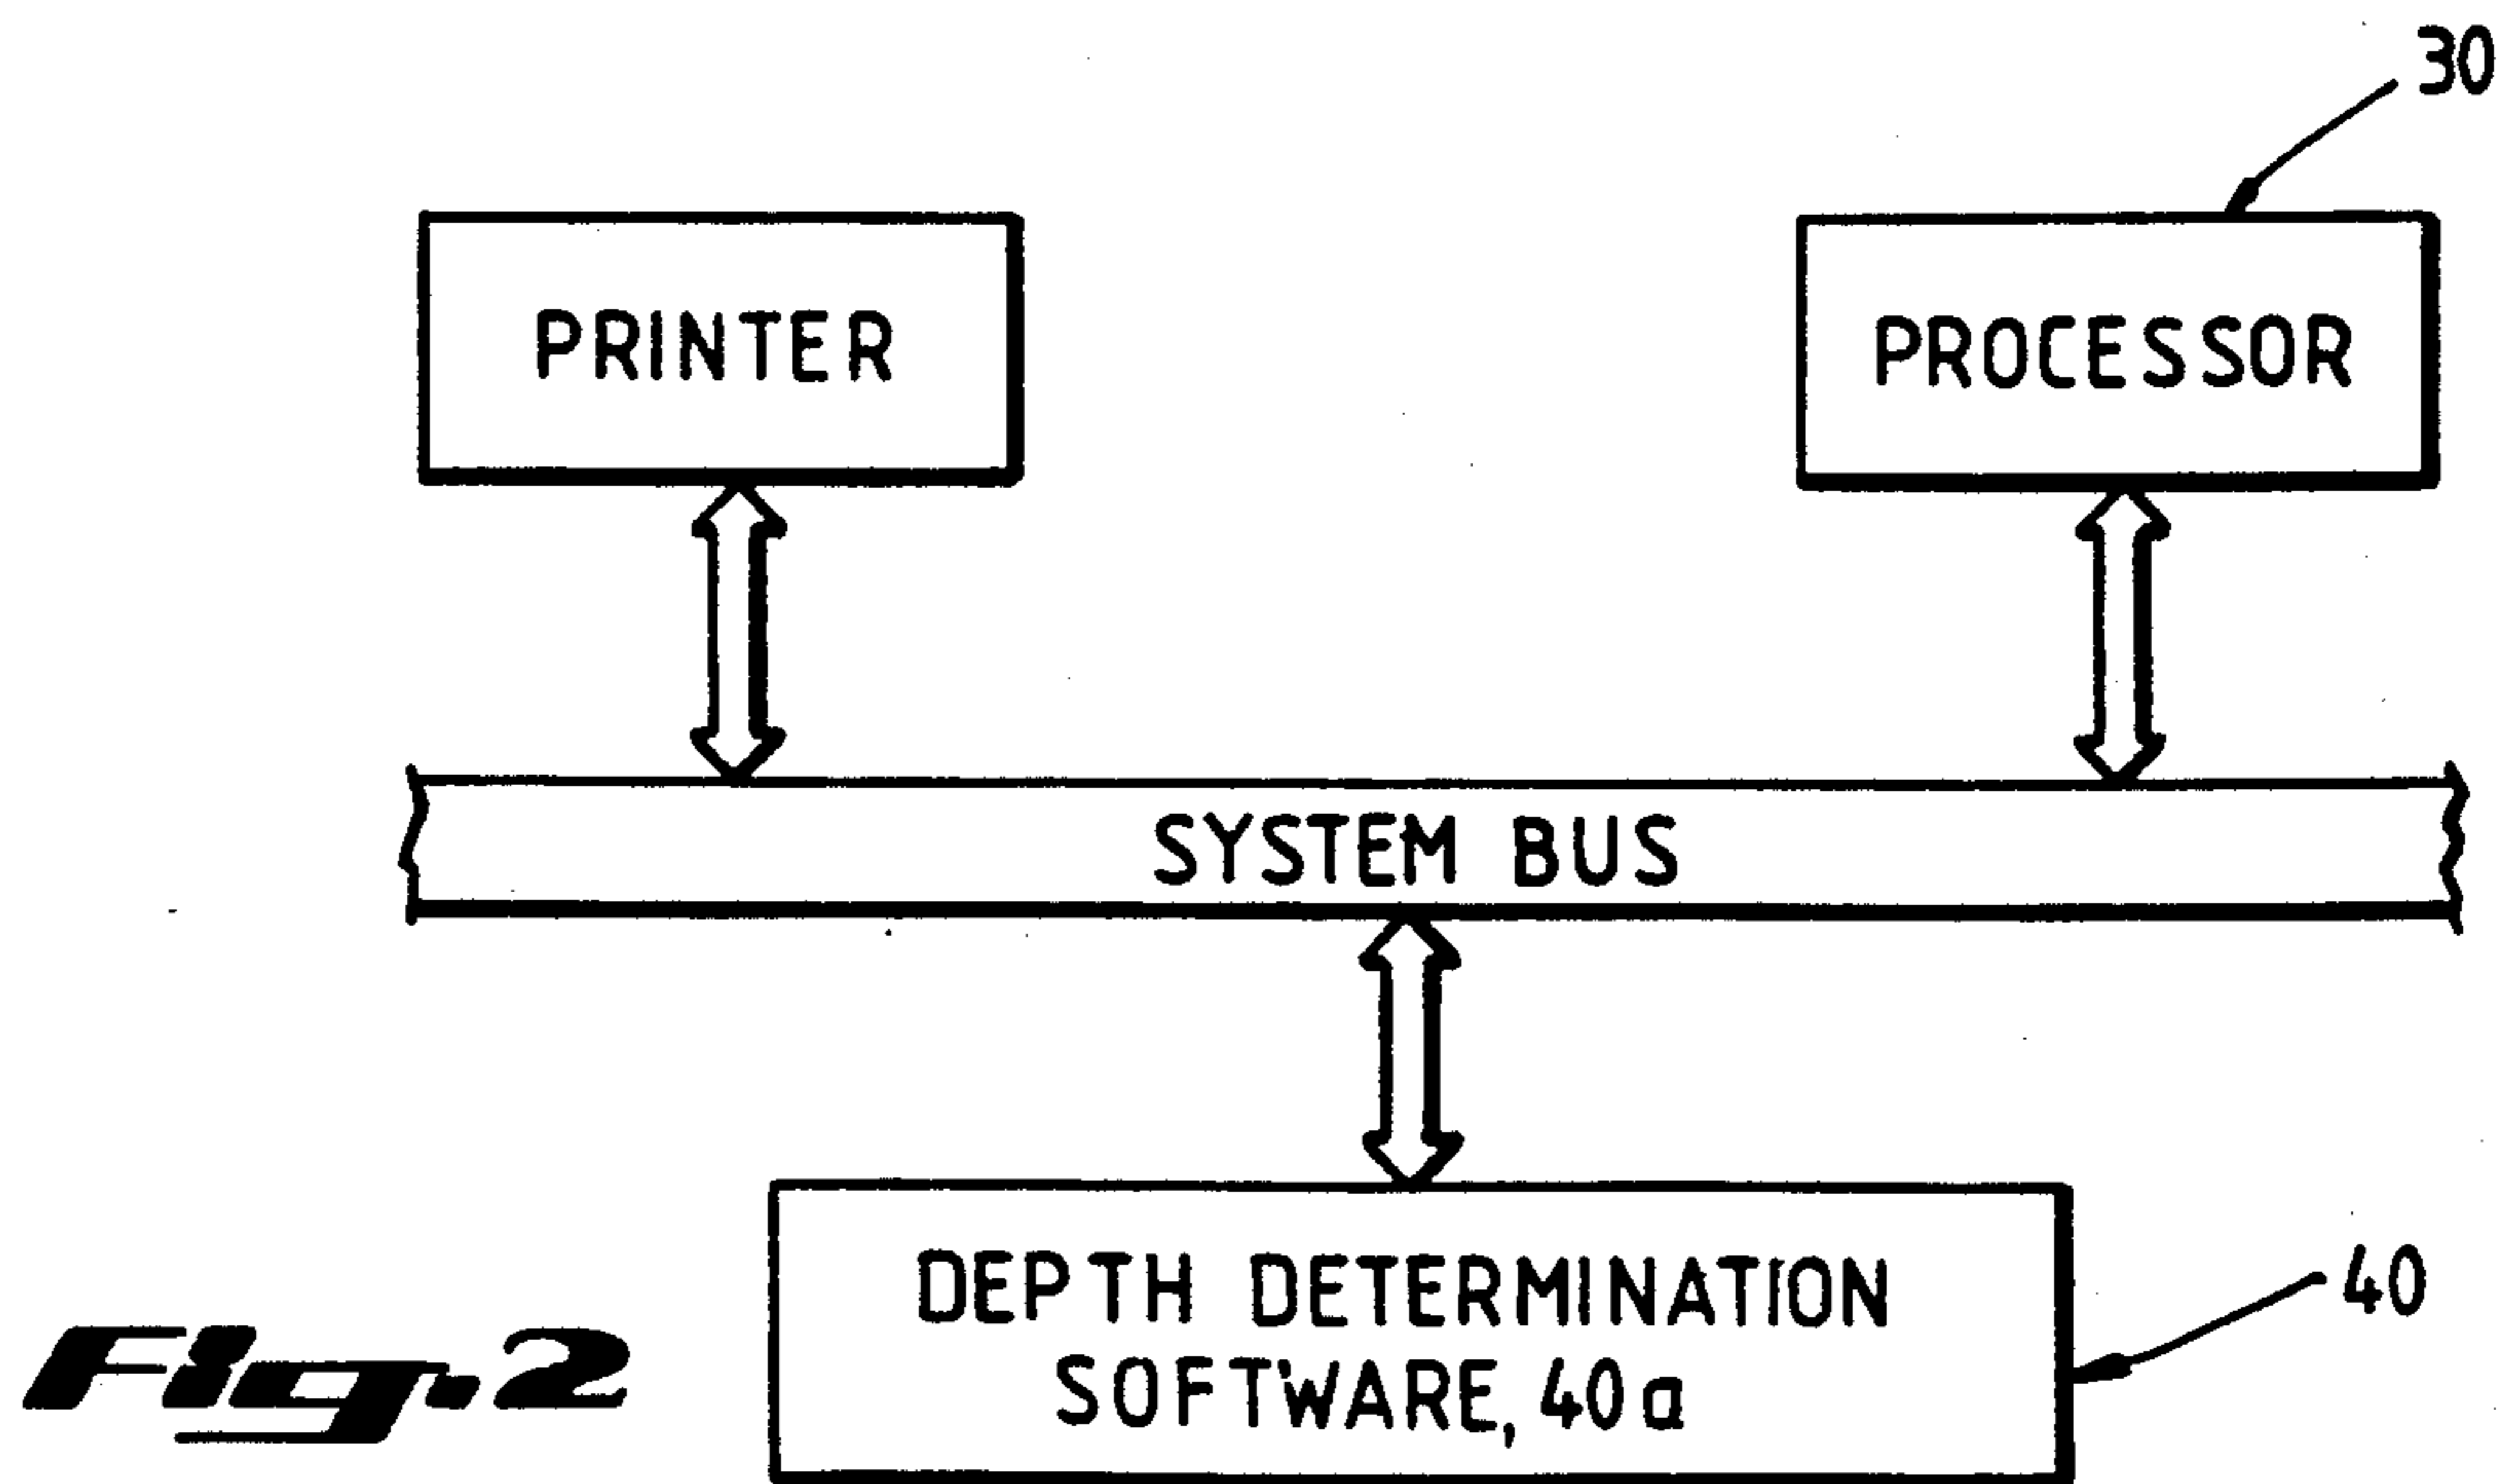 30
PRINTER
PROCESSOR
SYSTEM BUS
DEPTH DETERMINATION
SOFTWARE, 40a
40
Fig. 2